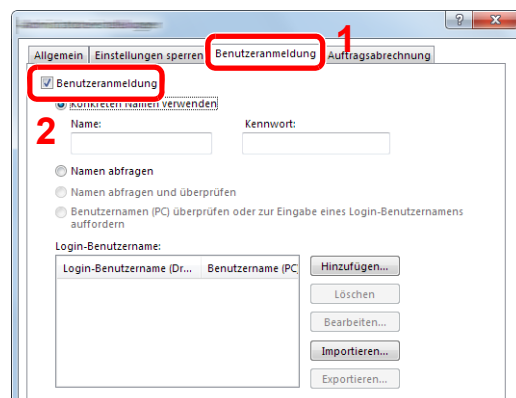 1
Allgemein Einstellungen sperren Benutzeranmeldung Auftragsabrechnung
Benutzeranmeldung
Konkreten Namen verwenden
2
Name: Kennwort:
Namen abfragen
Namen abfragen und überprüfen
Benutzernamen (PC) überprüfen oder zur Eingabe eines Login-Benutzernamens
auffordern
Login-Benutzername:
Login-Benutzername (Dr... Benutzername (PC)
Hinzufügen...
Löschen
Bearbeiten...
Importieren...
Exportieren...